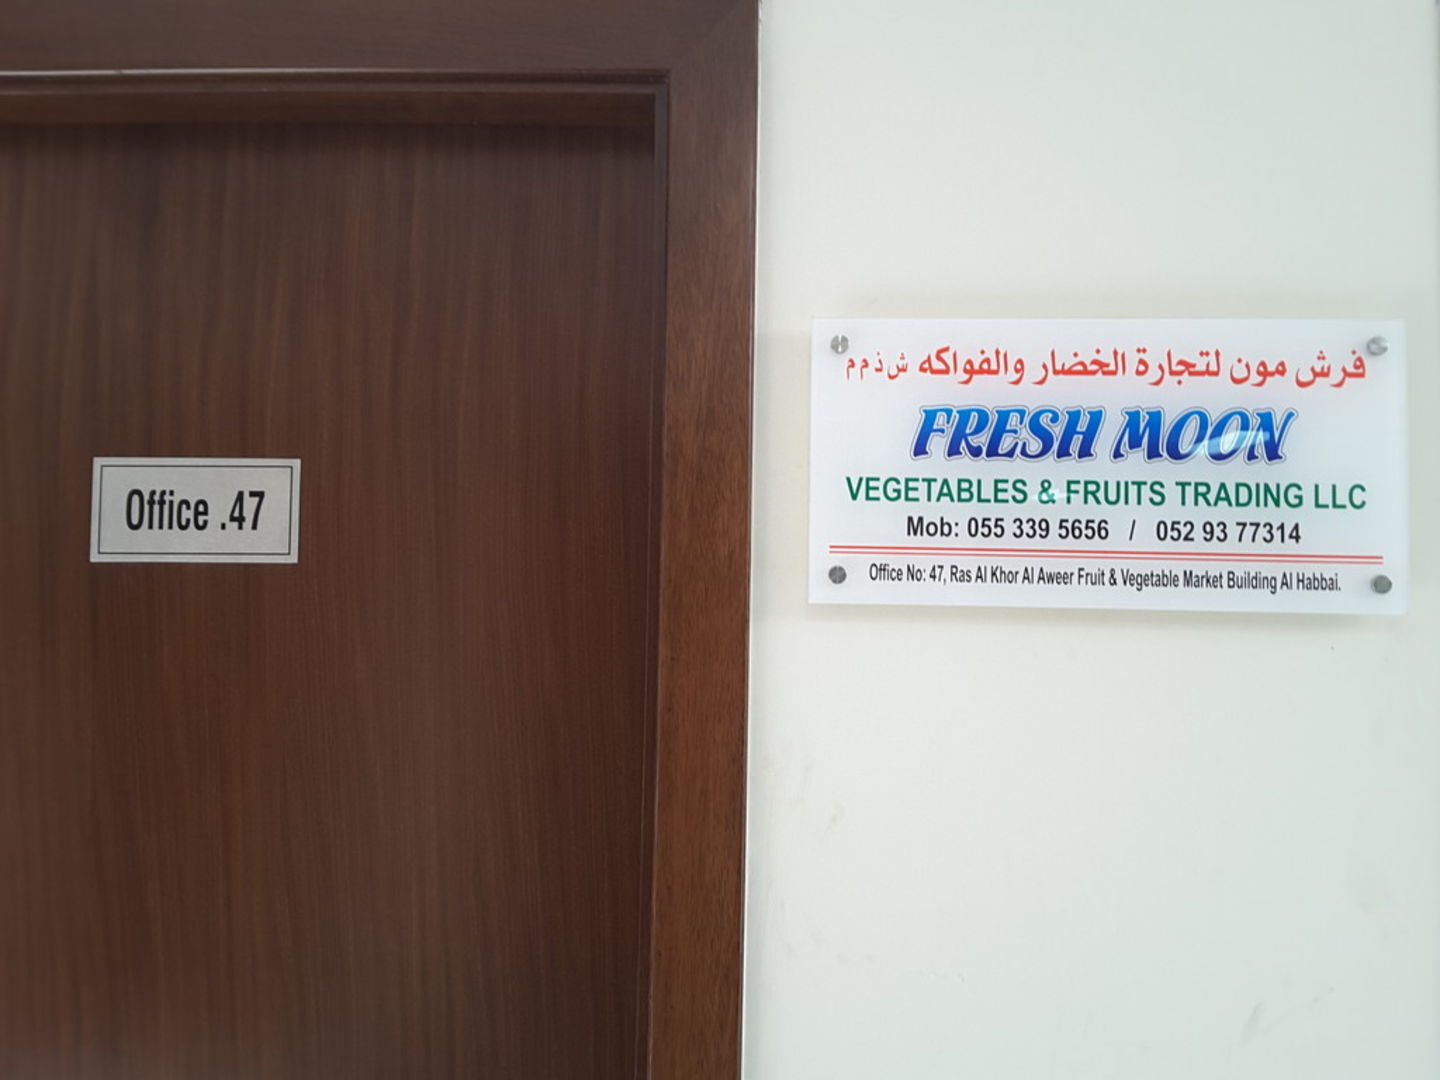 Office .47
فرش مون لتجارة الخضار والفواكه ش ذ م م
FRESH MOON
VEGETABLES & FRUITS TRADING LLC
Mob: 055 339 5656 / 052 93 77314
Office No: 47, Ras Al Khor Al Aweer Fruit & Vegetable Market Building Al Habbai.